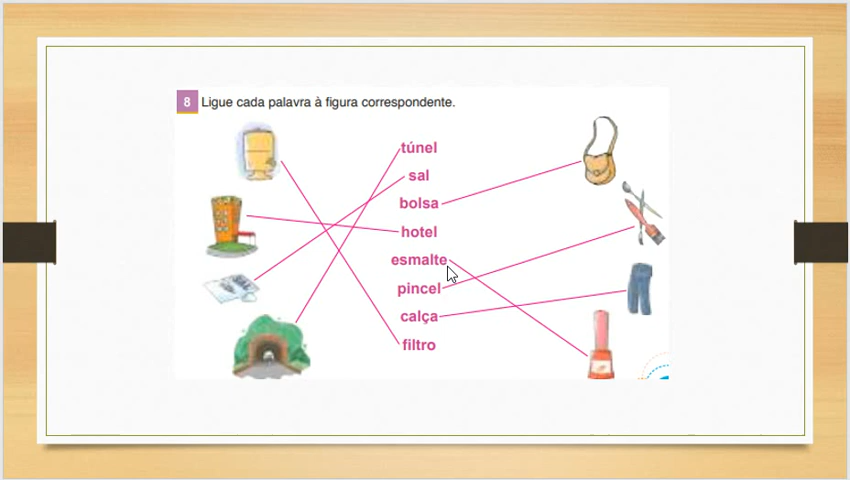 8 Ligue cada palavra à figura correspondente.
túnel
sal
bolsa
hotel
esmalte
pincel
calça
filtro